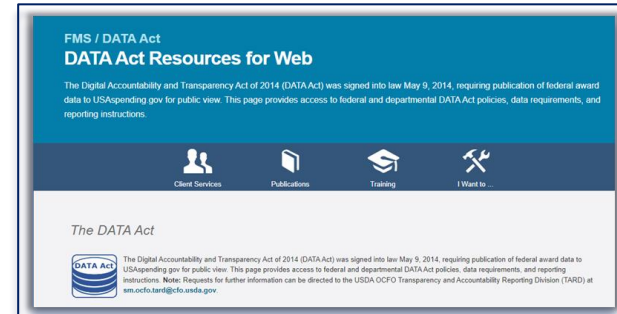 FMS / DATA Act
DATA Act Resources for Web
The Digital Accountability and Transparency Act of 2014 (DATA Act) was signed into law May 9, 2014, requiring publication of federal award
data to USAspending.gov for public view. This page provides access to federal and departmental DATA Act policies, data requirements, and
reporting instructions.
Client Services
Publications
Training
I Want to ...
The DATA Act
DATA Act
The Digital Accountability and Transparency Act of 2014 (DATA Act) was signed into law May 9, 2014, requiring publication of federal award data to
USAspending.gov for public view. This page provides access to federal and departmental DATA Act policies, data requirements, and reporting
instructions. Note: Requests for further information can be directed to the USDA OCFO Transparency and Accountability Reporting Division (TARD) at
sm.ocfo.tard@cfo.usda.gov.